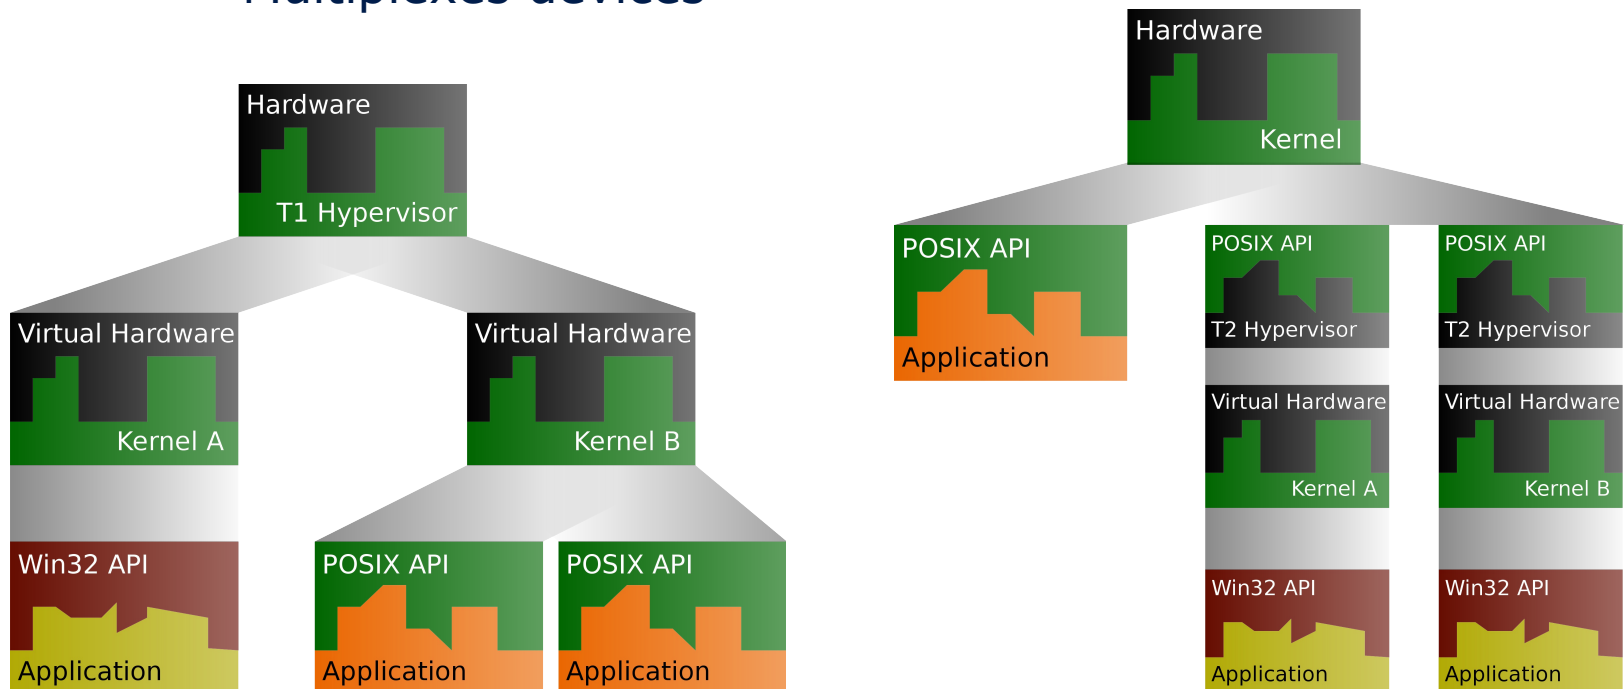 Multiplexes devices
Hardware
T1 Hypervisor
Virtual Hardware
Kernel A
Virtual Hardware
Kernel B
Win32 API
Application
POSIX API
Application
POSIX API
Application
Hardware
Kernel
POSIX API
Application
POSIX API
T2 Hypervisor
Virtual Hardware
Kernel A
Win32 API
Application
POSIX API
T2 Hypervisor
Virtual Hardware
Kernel B
Win32 API
Application